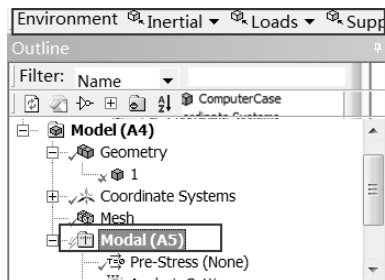 Environment Inertial Loads Supp
Outline
Filter: Name
ComputerCase
Model (A4)
Geometry
1
Coordinate Systems
Mesh
Modal (A5)
Pre-Stress (None)